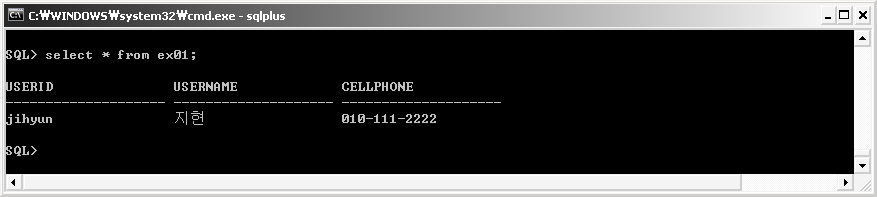 C:₩WINDOWS₩system32₩cmd.exe - sqlplus
SQL> select * from ex01;
USERID               USERNAME             CELLPHONE
-------------------- -------------------- --------------------
jihyun               지현                 010-111-2222
SQL>